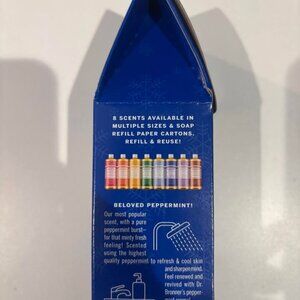 8 SCENTS AVAILABLE IN
MULTIPLE SIZES & SOAP
REFILL PAPER CARTONS.
REFILL & REUSE!
BELOVED PEPPERMINT!
Our most popular
scent, with a pure
peppermint burst—
for that minty fresh
feeling! Scented
using the highest
quality peppermint to refresh & cool skin
and sharpen mind.
Feel renewed and
revived with Dr.
Bronner's pepper-